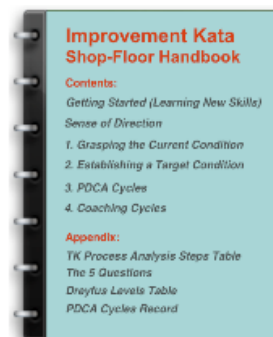 Improvement Kata
Shop-Floor Handbook
Contents:
Getting Started (Learning New Skills)
Sense of Direction
1. Grasping the Current Condition
2. Establishing a Target Condition
3. PDCA Cycles
4. Coaching Cycles
Appendix:
TK Process Analysis Steps Table
The 5 Questions
Dreyfus Levels Table
PDCA Cycles Record